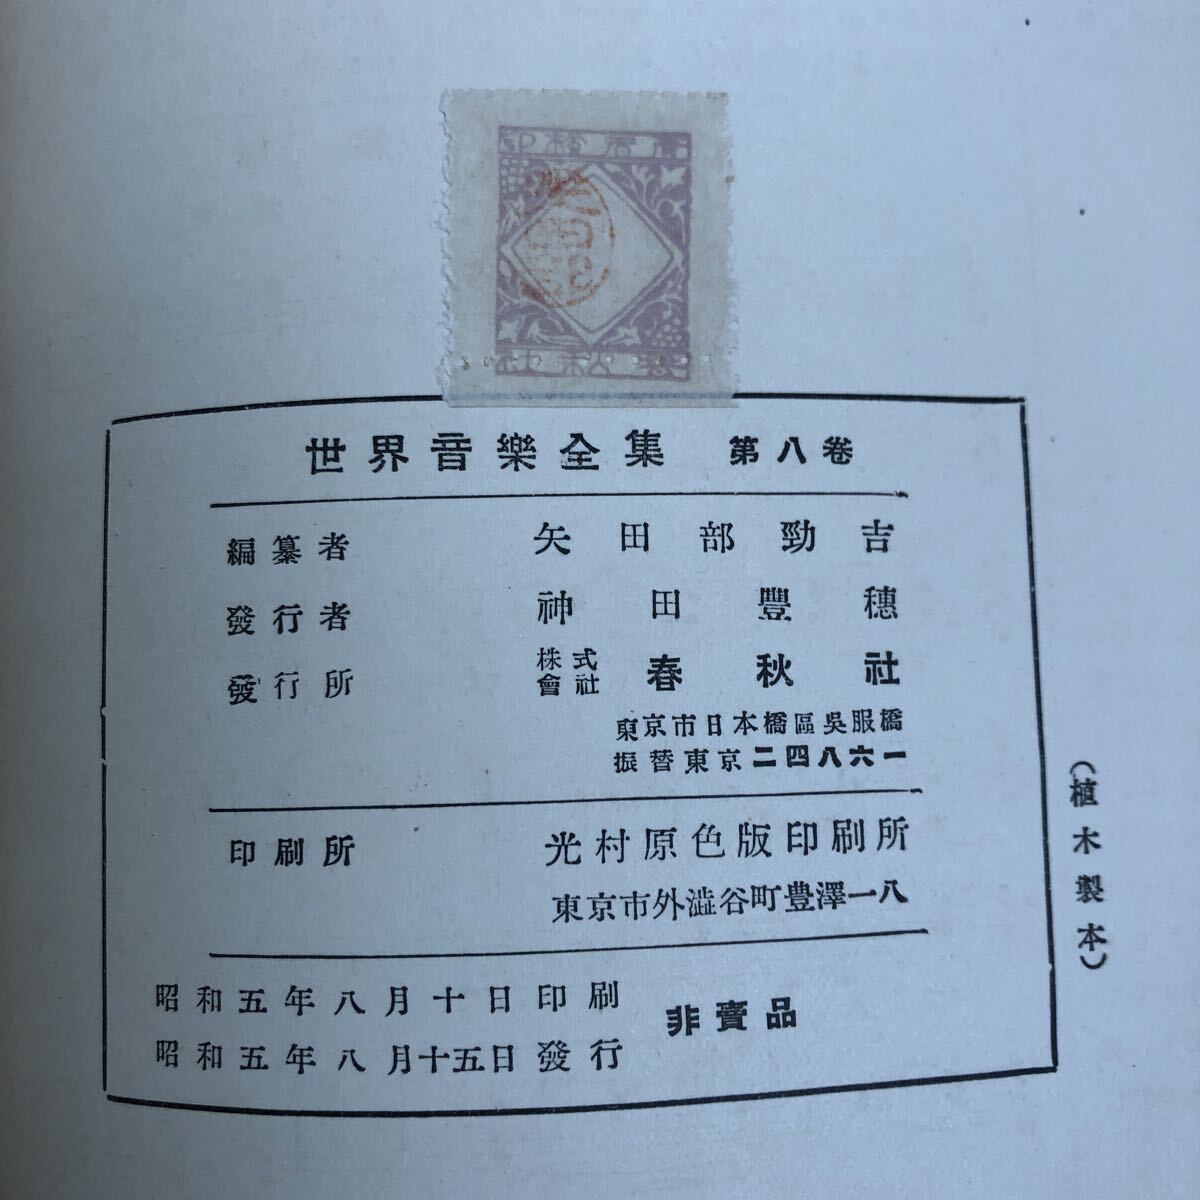 世界音樂全集 第八卷
編纂者 矢田部勁吉
發行者 神田豐穗
發行所 株式會社 春秋社
東京市日本橋區吳服橋
振替東京二四八六一
印刷所 光村原色版印刷所
東京市外澁谷町豊澤一八
昭和五年八月十日印刷
昭和五年八月十五日發行
非賣品
(植木製本)